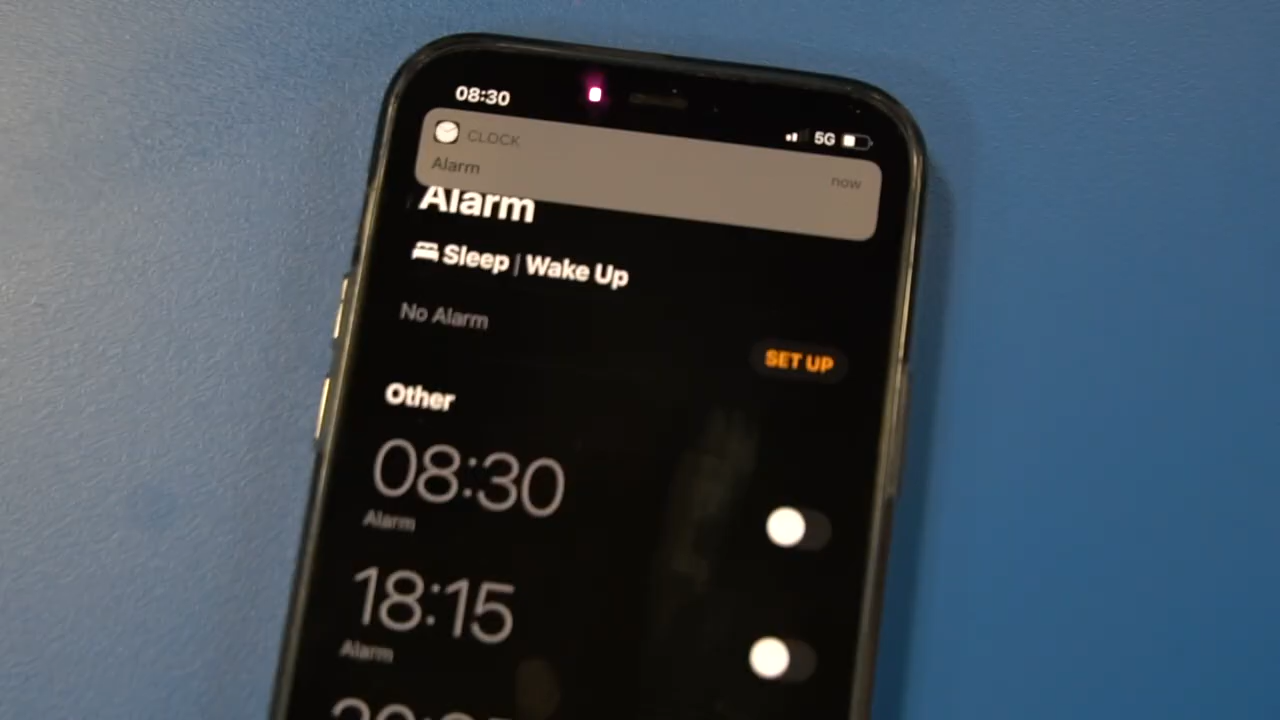 08:30
5G
CLOCK
Alarm
now
Alarm
Sleep | Wake Up
No Alarm
SET UP
Other
08:30
Alarm
18:15
Alarm